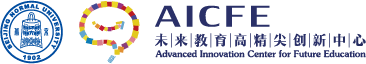 BEIJING NORMAL UNIVERSITY
1902
AICFE
未|来|教|育|高|精|尖|创|新|中|心
Advanced Innovation Center for Future Education